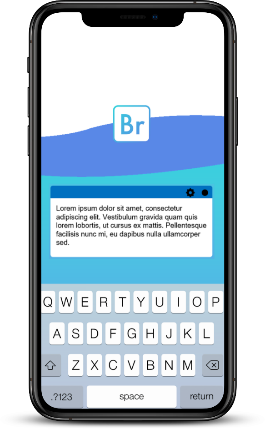 Br
Lorem ipsum dolor sit amet, consectetur
adipiscing elit. Vestibulum gravida quam quis
lorem lobortis, ut cursus ex mattis. Pellentesque
facilisis nunc mi, eu dapibus nulla ullamcorper
sed.
Q W E R T Y U I O P
A S D F G H J K L
Z X C V B N M
.?123 space return